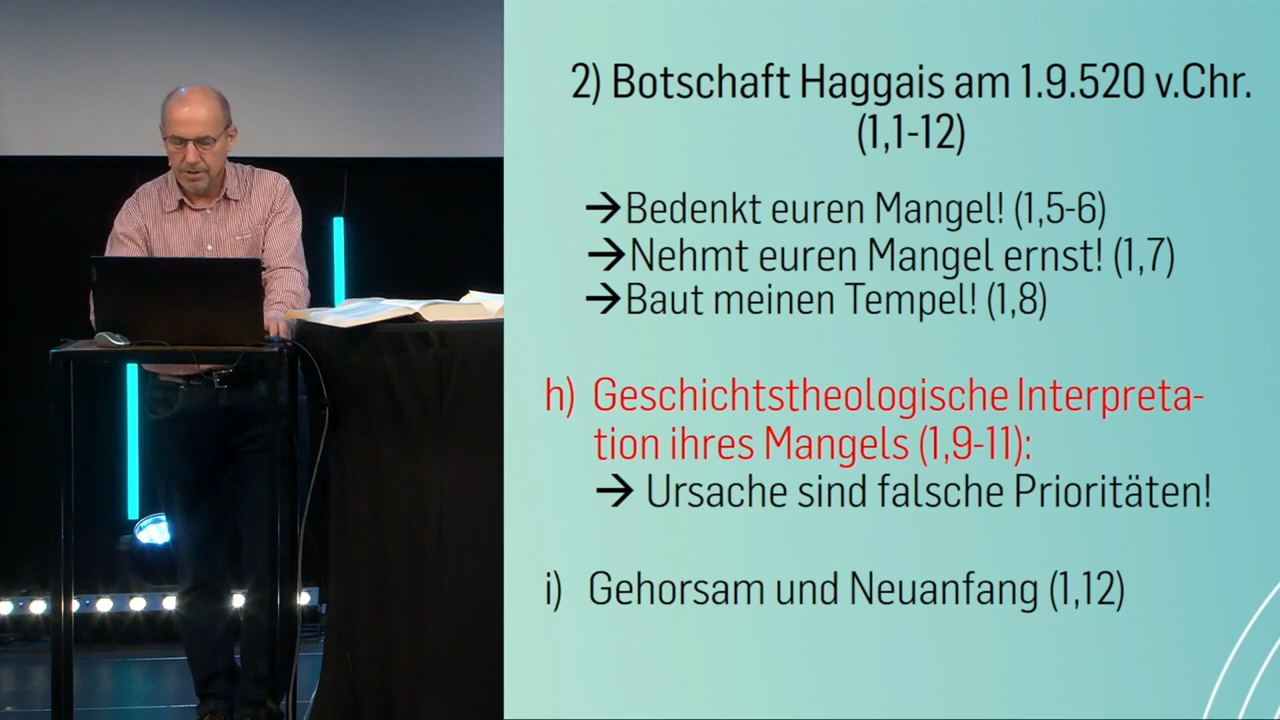 2) Botschaft Haggais am 1.9.520 v.Chr.
(1,1-12)
→Bedenkt euren Mangel! (1,5-6)
→Nehmt euren Mangel ernst! (1,7)
→Baut meinen Tempel! (1,8)
h) Geschichtstheologische Interpreta-
tion ihres Mangels (1,9-11):
→ Ursache sind falsche Prioritäten!
i) Gehorsam und Neuanfang (1,12)